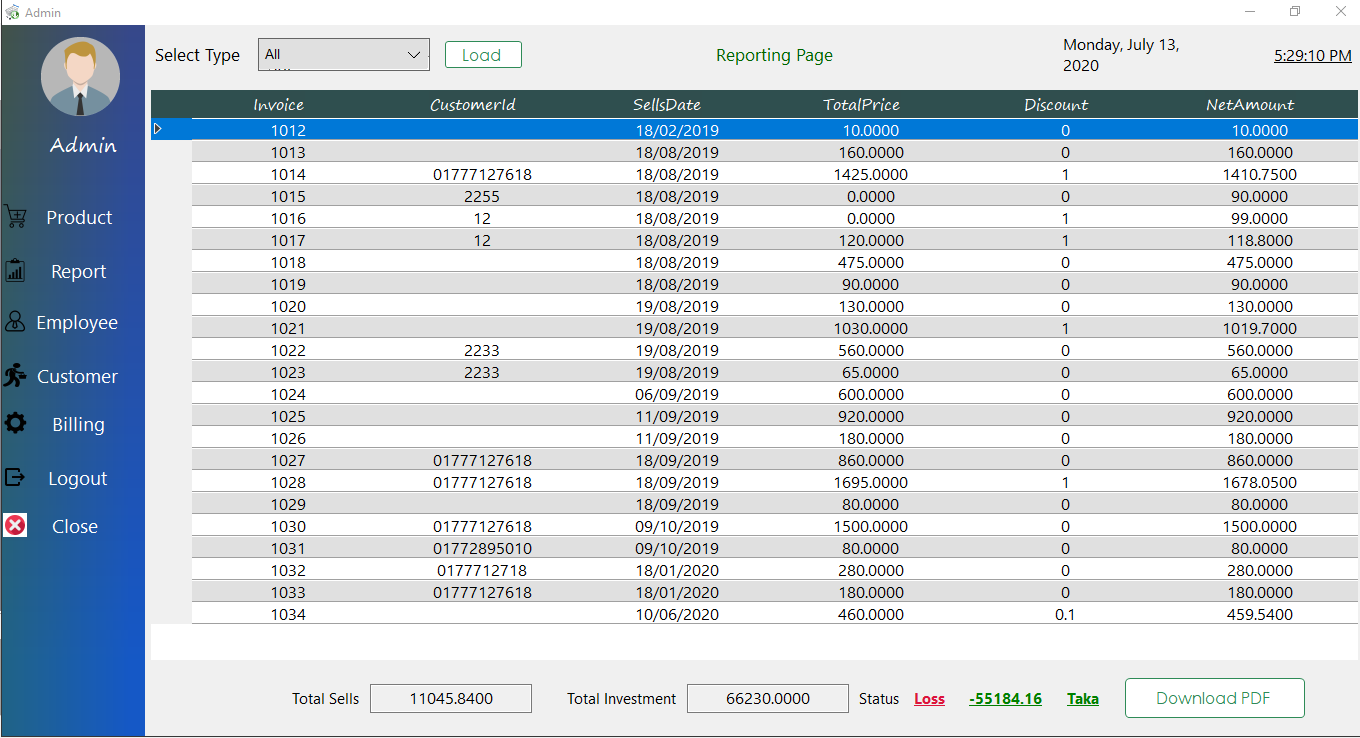 Admin
Select Type All Load Reporting Page Monday, July 13, 2020 5:29:10 PM
Admin
Product
Report
Employee
Customer
Billing
Logout
Close
Invoice CustomerId SellsDate TotalPrice Discount NetAmount
1012 18/02/2019 10.0000 0 10.0000
1013 18/08/2019 160.0000 0 160.0000
1014 01777127618 18/08/2019 1425.0000 1 1410.7500
1015 2255 18/08/2019 0.0000 0 90.0000
1016 12 18/08/2019 0.0000 1 99.0000
1017 12 18/08/2019 120.0000 1 118.8000
1018 18/08/2019 475.0000 0 475.0000
1019 18/08/2019 90.0000 0 90.0000
1020 19/08/2019 130.0000 0 130.0000
1021 19/08/2019 1030.0000 1 1019.7000
1022 2233 19/08/2019 560.0000 0 560.0000
1023 2233 19/08/2019 65.0000 0 65.0000
1024 06/09/2019 600.0000 0 600.0000
1025 11/09/2019 920.0000 0 920.0000
1026 11/09/2019 180.0000 0 180.0000
1027 01777127618 18/09/2019 860.0000 0 860.0000
1028 01777127618 18/09/2019 1695.0000 1 1678.0500
1029 18/09/2019 80.0000 0 80.0000
1030 01777127618 09/10/2019 1500.0000 0 1500.0000
1031 01772895010 09/10/2019 80.0000 0 80.0000
1032 0177712718 18/01/2020 280.0000 0 280.0000
1033 01777127618 18/01/2020 180.0000 0 180.0000
1034 10/06/2020 460.0000 0.1 459.5400
Total Sells 11045.8400 Total Investment 66230.0000 Status Loss -55184.16 Taka Download PDF